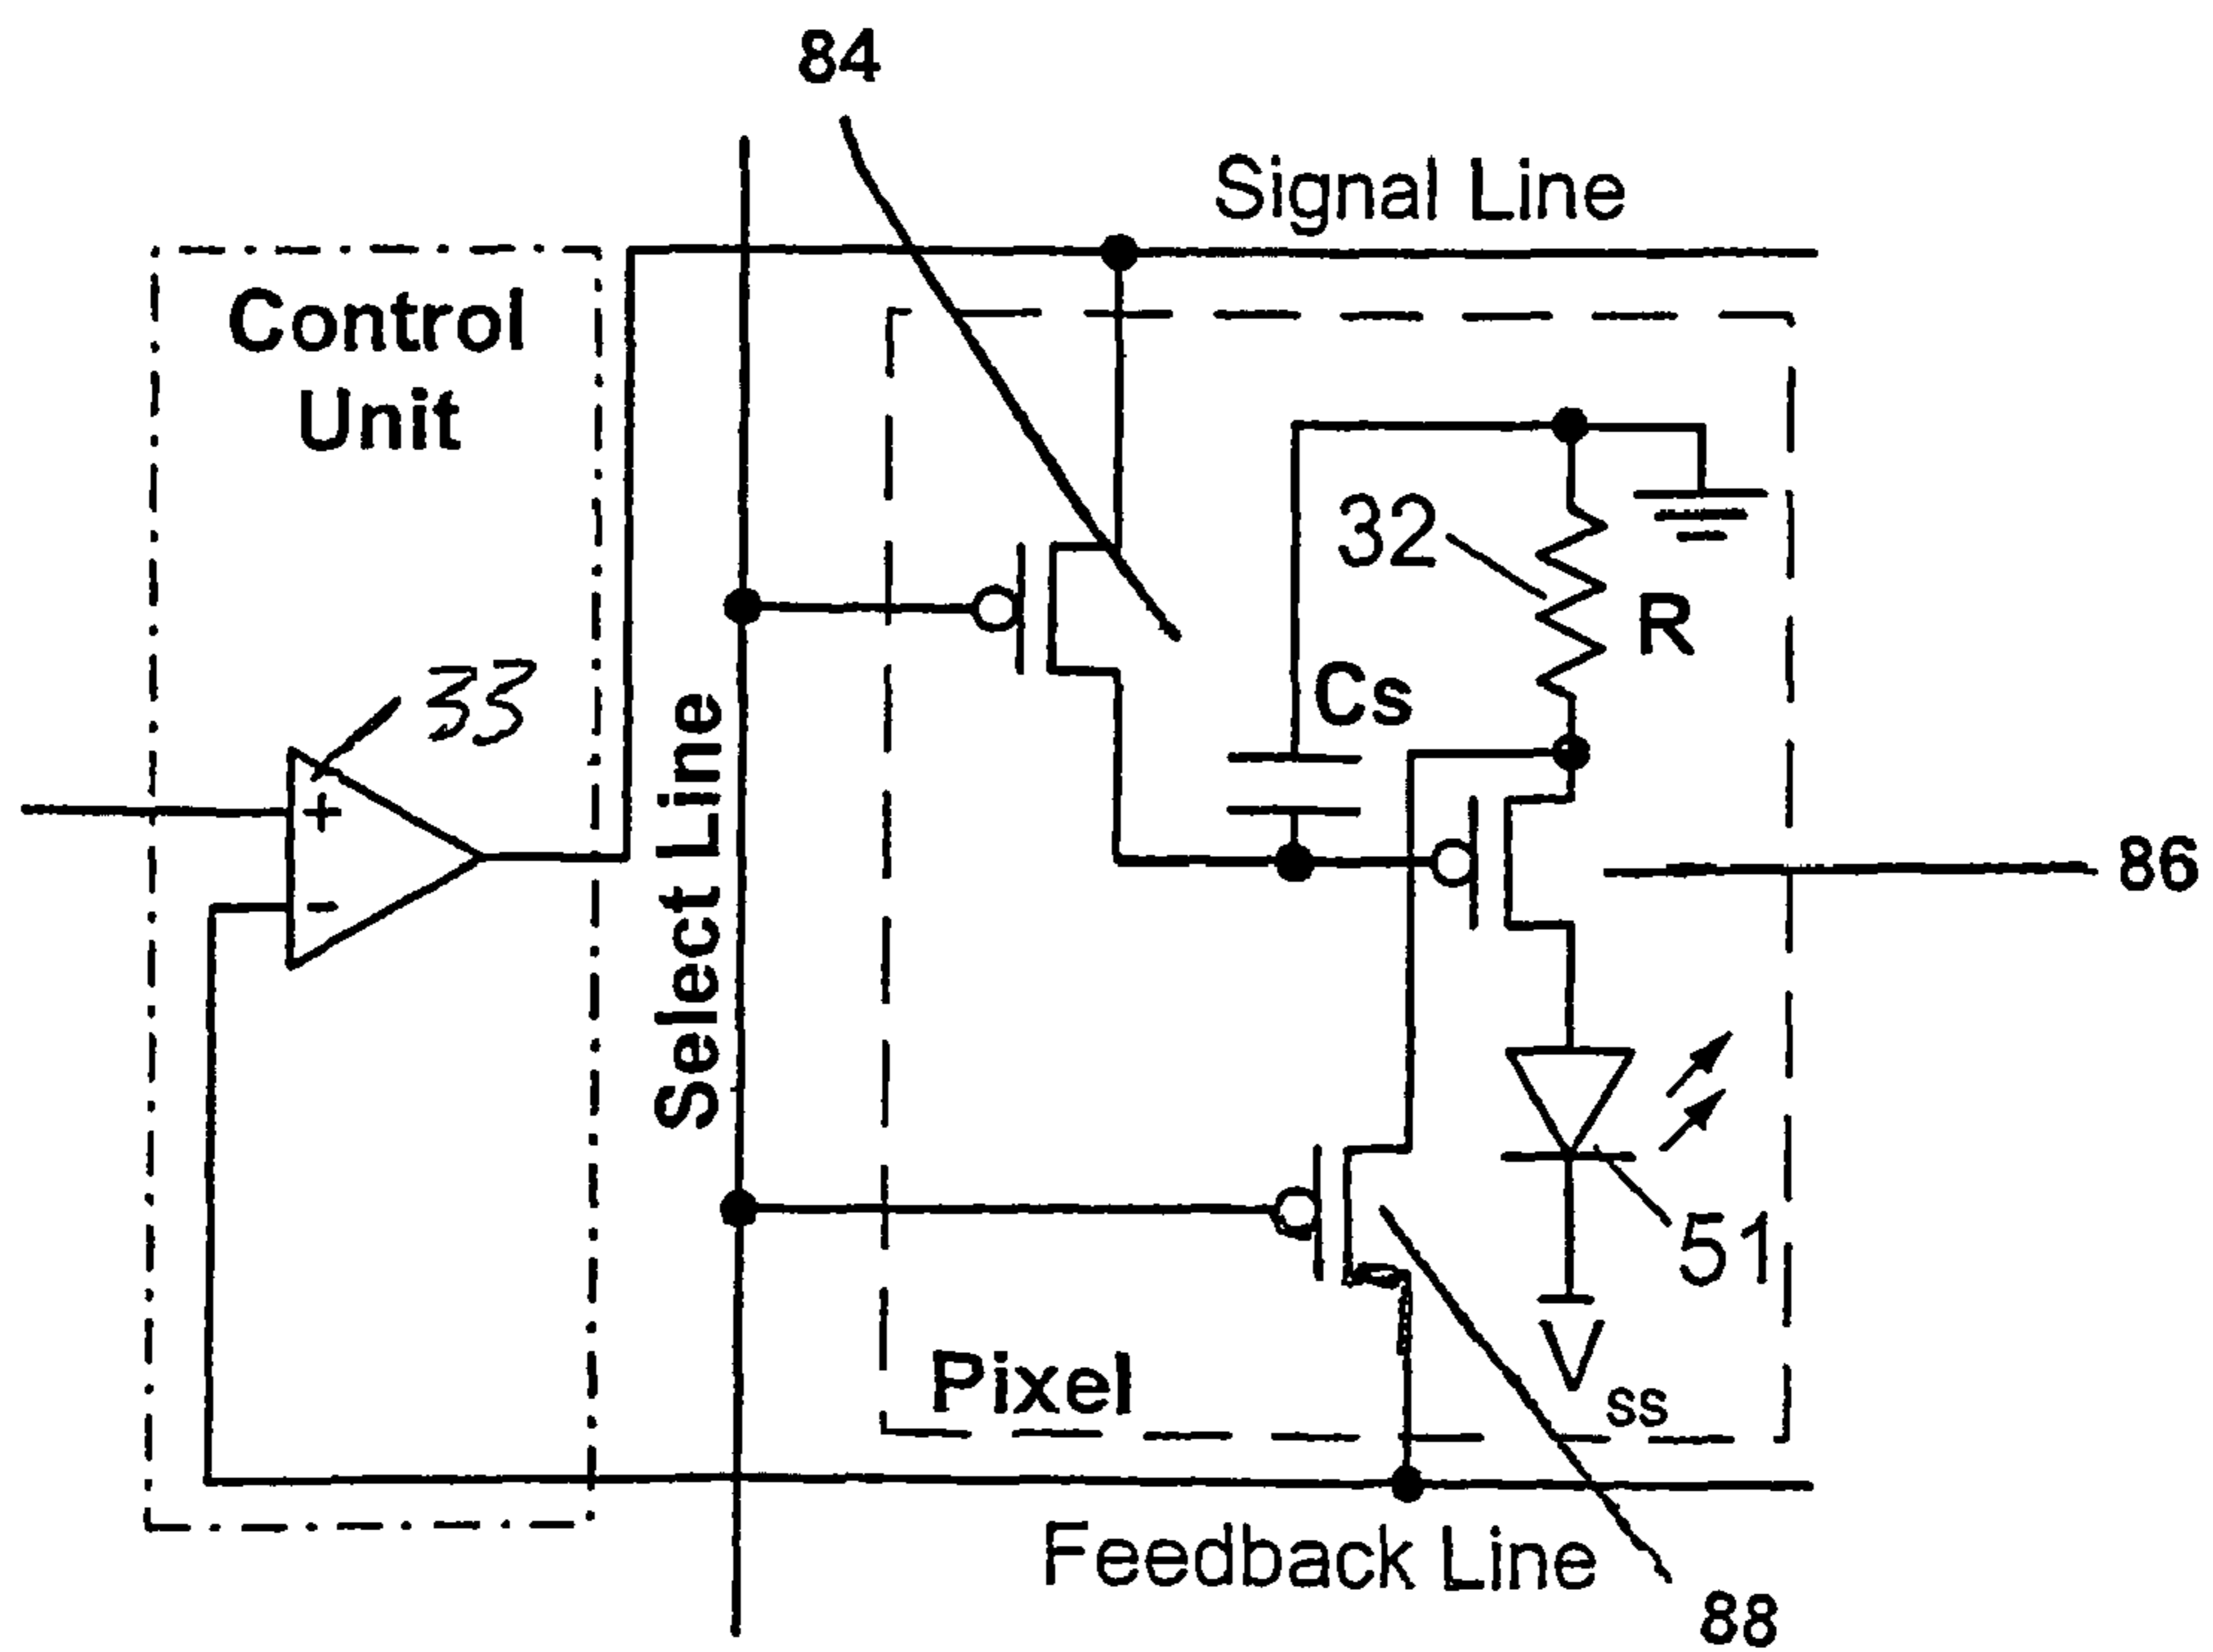 84
Signal Line
Control
Unit
32
R
Cs
33
+
-
Select Line
86
51
Pixel
Vss
Feedback Line
88